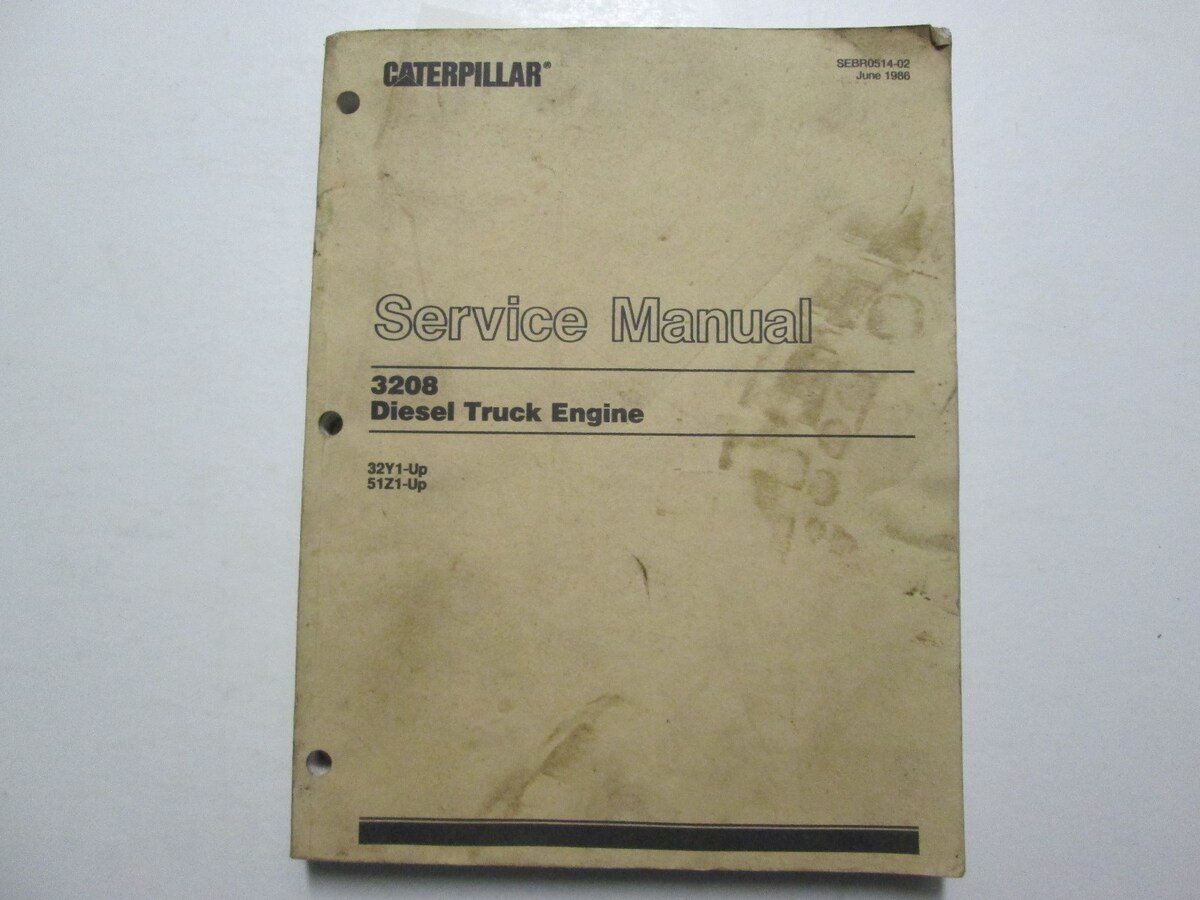 CATERPILLAR®
SEBR0514-02
June 1986
Service Manual
3208
Diesel Truck Engine
32Y1-Up
51Z1-Up